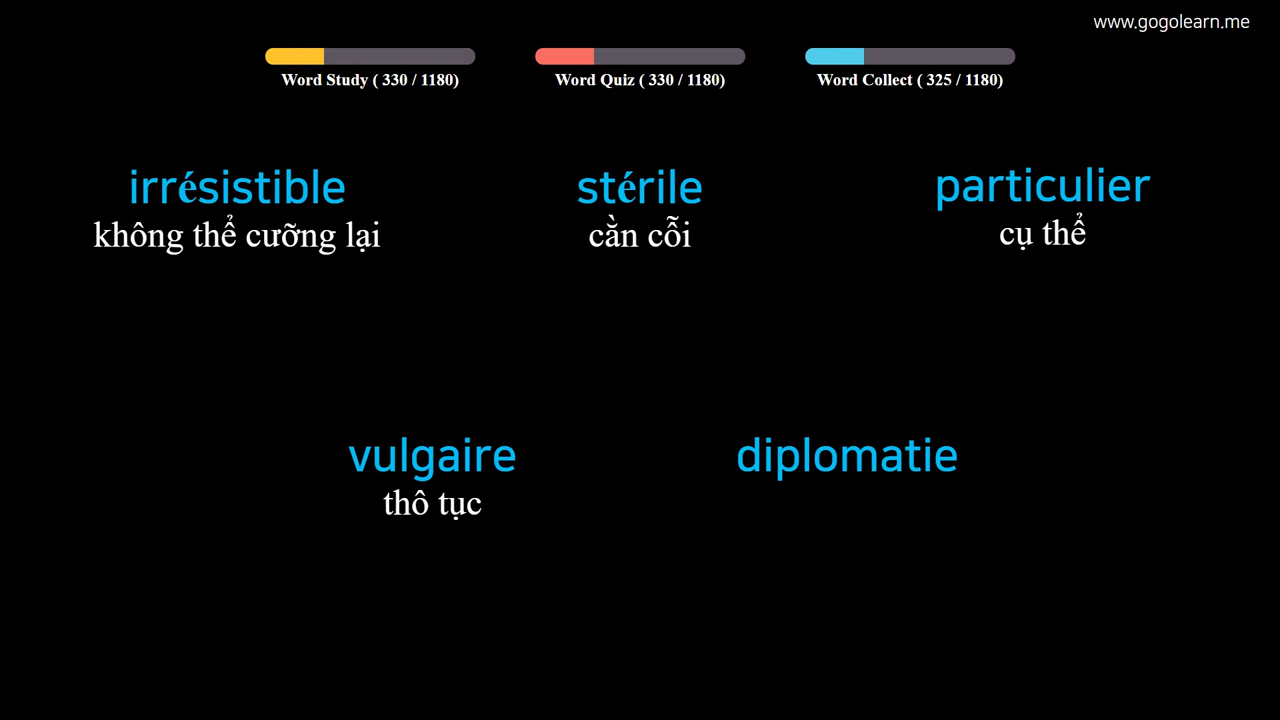 www.gogolearn.me
Word Study ( 330 / 1180)
Word Quiz ( 330 / 1180)
Word Collect ( 325 / 1180)
irrésistible
không thể cưỡng lại
stérile
cằn cỗi
particulier
cụ thể
vulgaire
thô tục
diplomatie